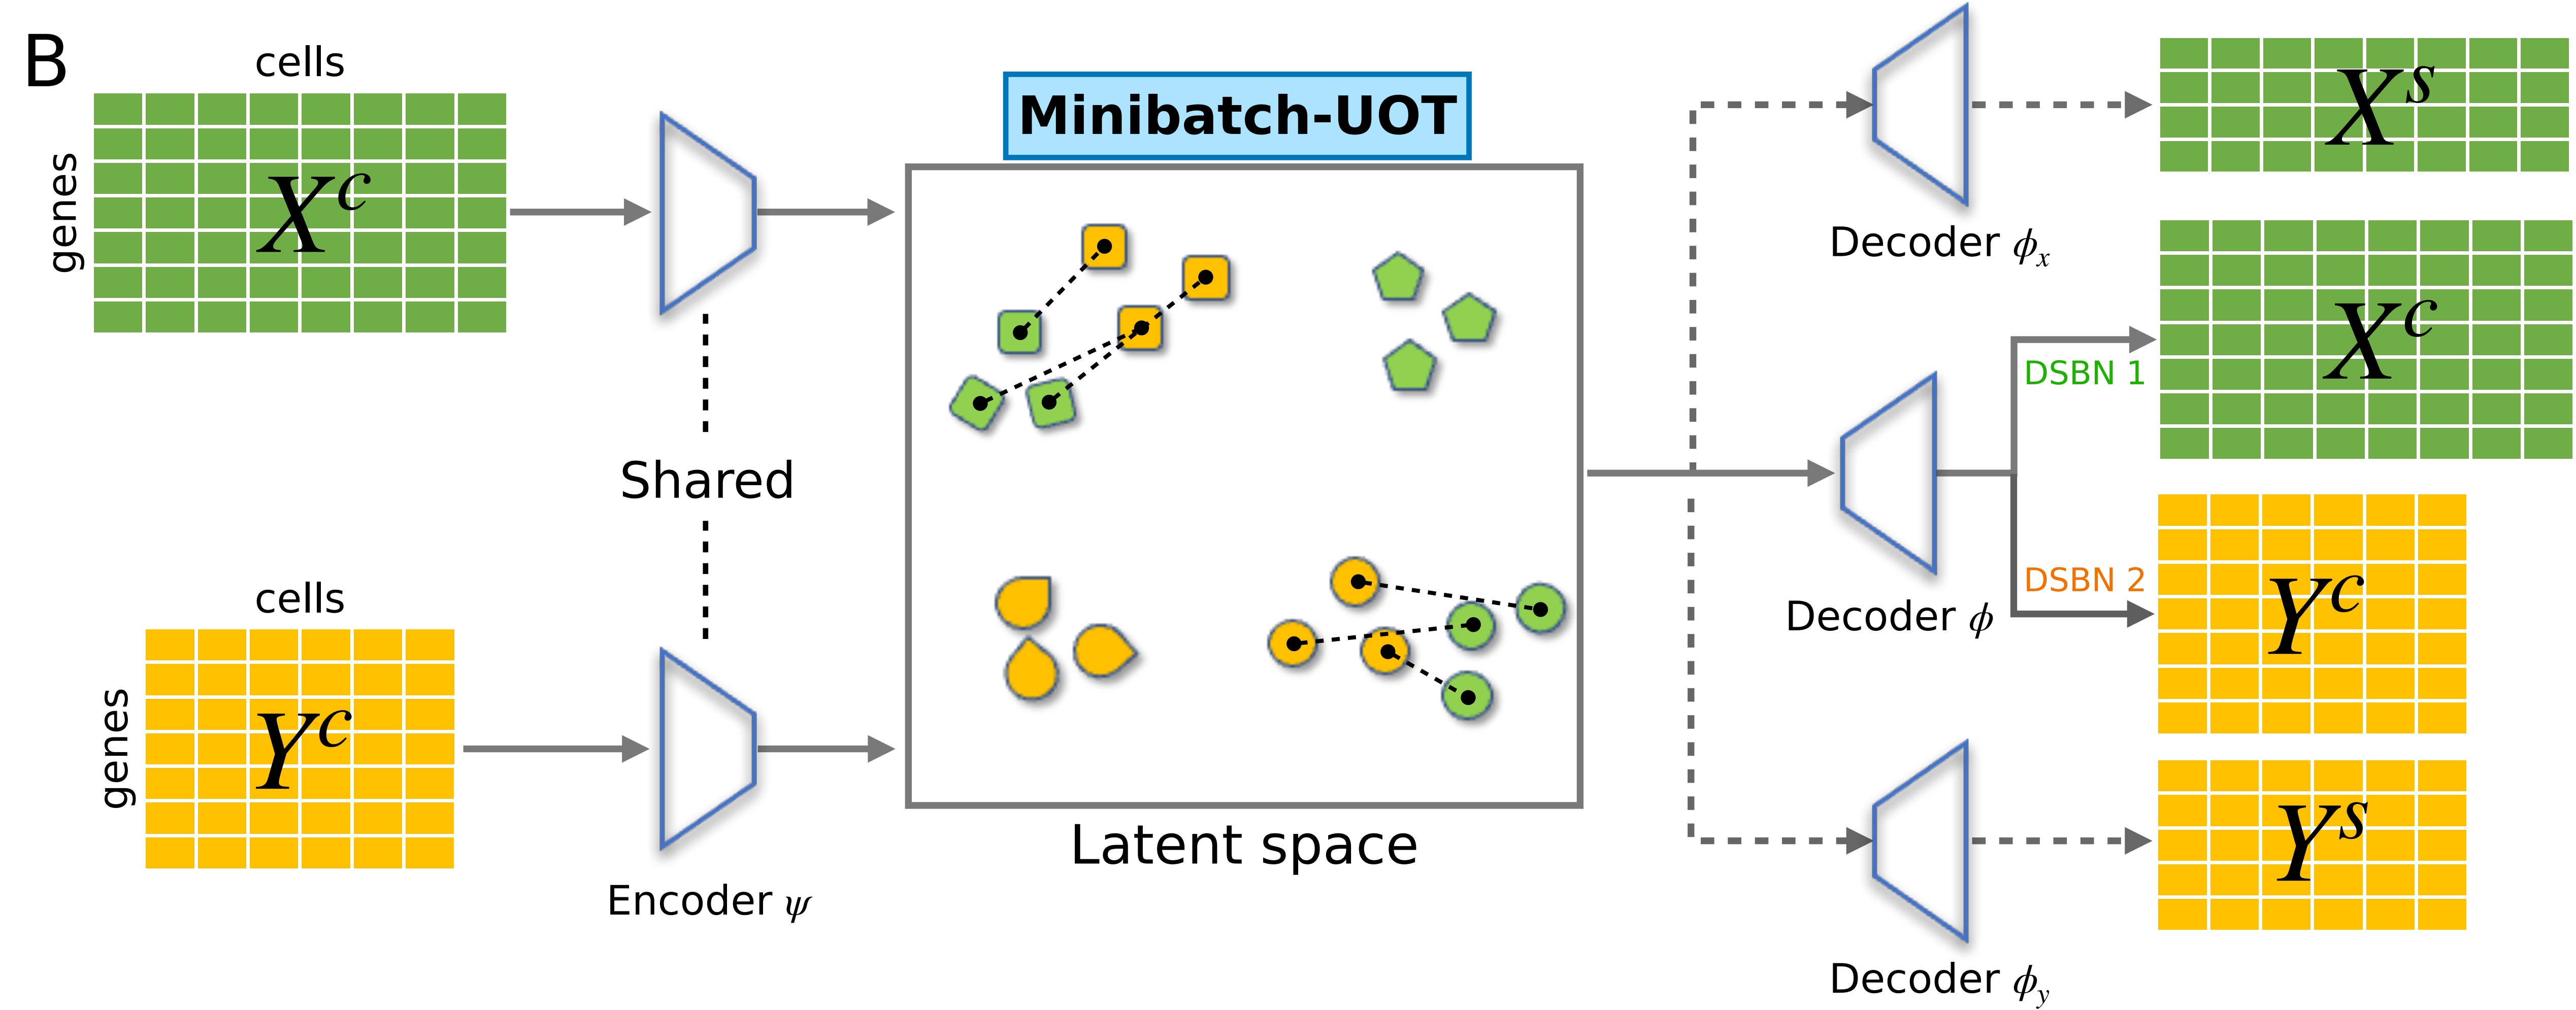 B
cells
genes
X^c
Shared
cells
genes
Y^c
Encoder ψ
Minibatch-UOT
Latent space
Decoder ϕ_x
X^s
DSBN 1
X^c
Decoder ϕ
DSBN 2
Y^c
Decoder ϕ_y
Y^s